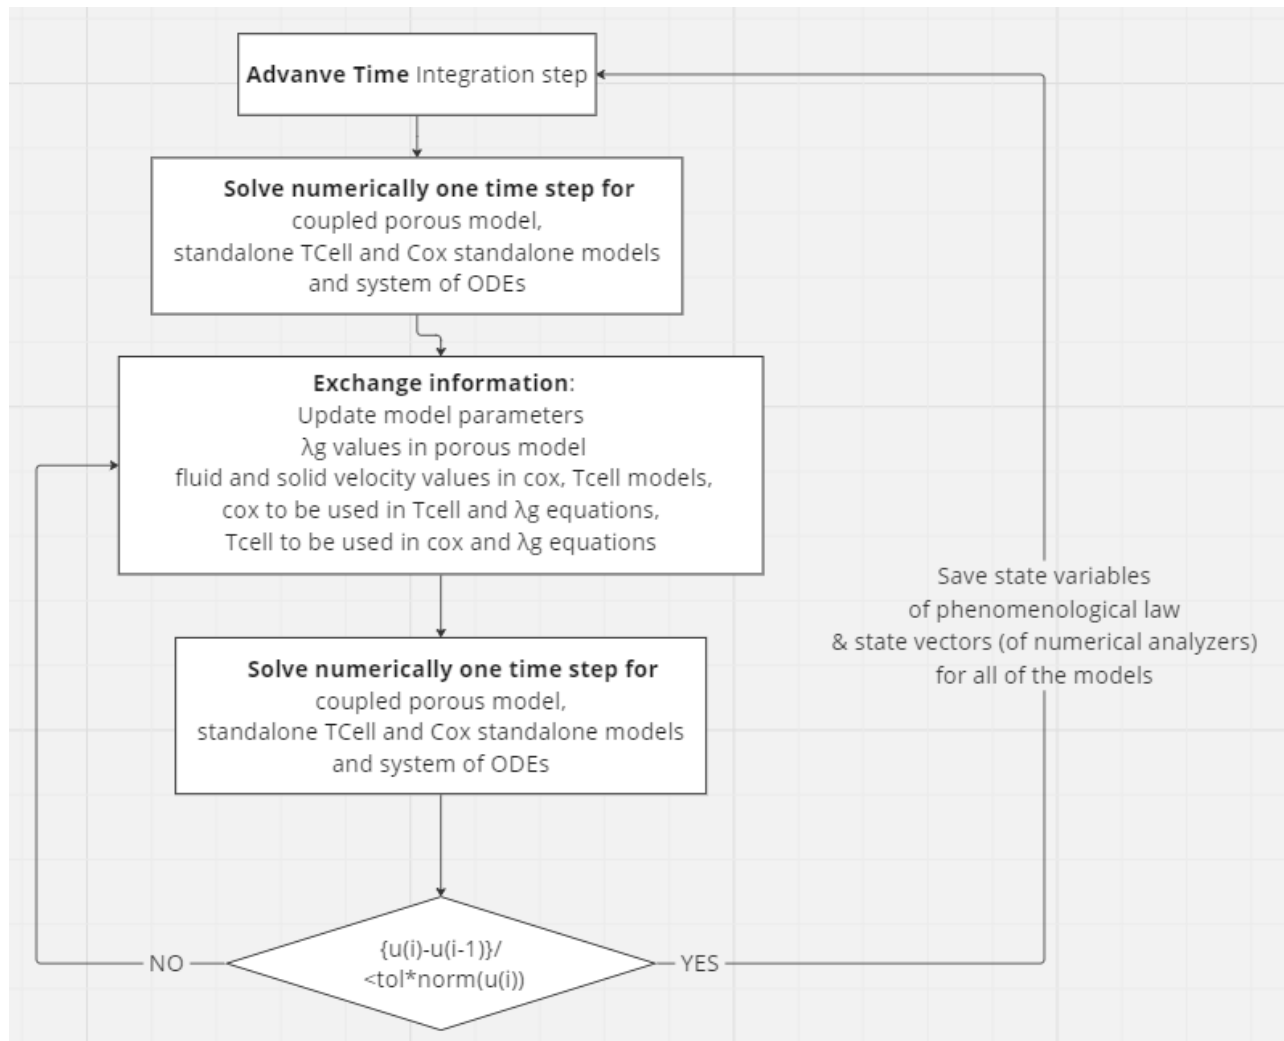 Advanve Time Integration step
Solve numerically one time step for
coupled porous model,
standalone TCell and Cox standalone models
and system of ODEs
Exchange information:
Update model parameters
λg values in porous model
fluid and solid velocity values in cox, Tcell models,
cox to be used in Tcell and λg equations,
Tcell to be used in cox and λg equations
Solve numerically one time step for
coupled porous model,
standalone TCell and Cox standalone models
and system of ODEs
{u(i)-u(i-1)}/
<tol*norm(u(i))
NO
YES
Save state variables
of phenomenological law
& state vectors (of numerical analyzers)
for all of the models